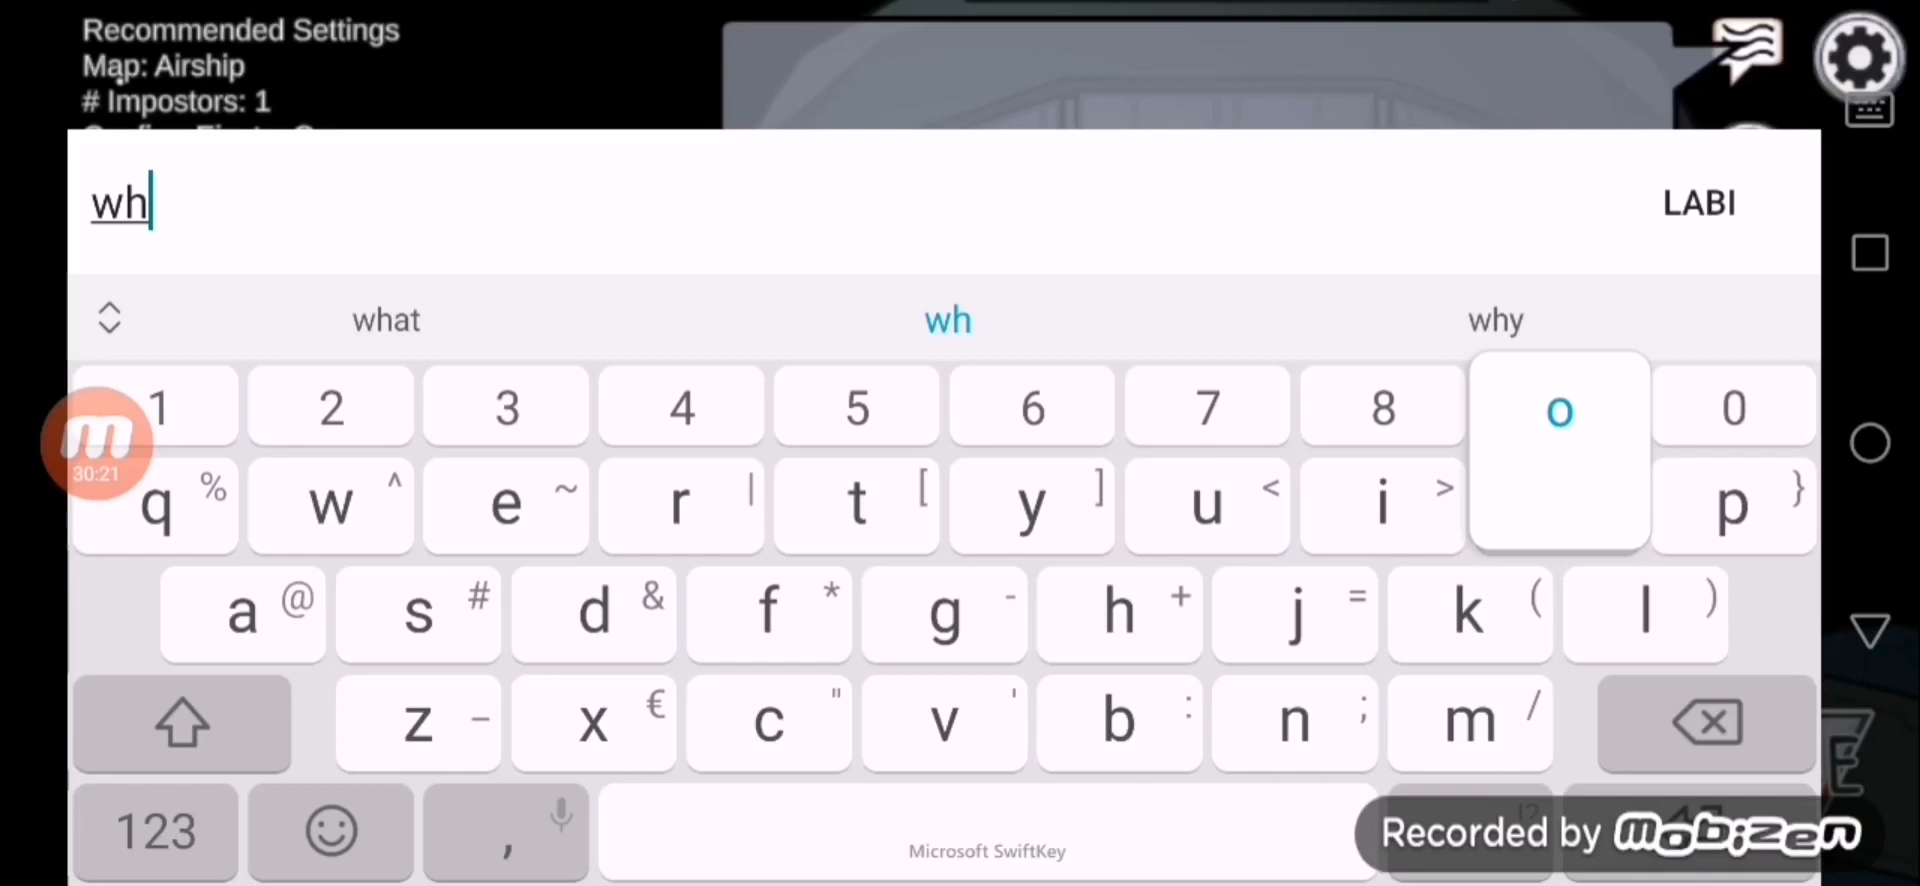 Recommended Settings
Map: Airship
# Impostors: 1
wh
LABI
what wh why
1 2 3 4 5 6 7 8 o 0
30:21
q % w ^ e ~ r | t [ y ] u < i > p }
a @ s # d & f * g - h + j = k ( l )
z _ x € c " v ' b : n ; m /
123 , Microsoft SwiftKey !?
Recorded by mobizen